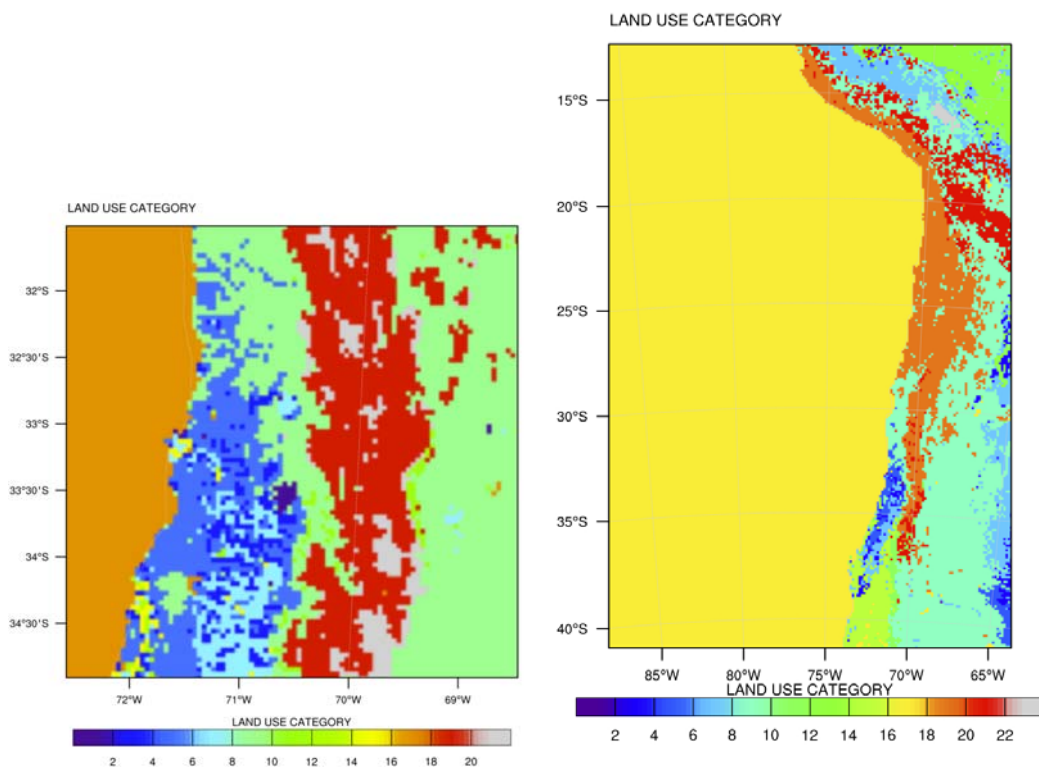 LAND USE CATEGORY
32°S
32°30'S
33°S
33°30'S
34°S
34°30'S
72°W
71°W
70°W
69°W
LAND USE CATEGORY
2 4 6 8 10 12 14 16 18 20
LAND USE CATEGORY
15°S
20°S
25°S
30°S
35°S
40°S
85°W
80°W
75°W
70°W
65°W
LAND USE CATEGORY
2 4 6 8 10 12 14 16 18 20 22